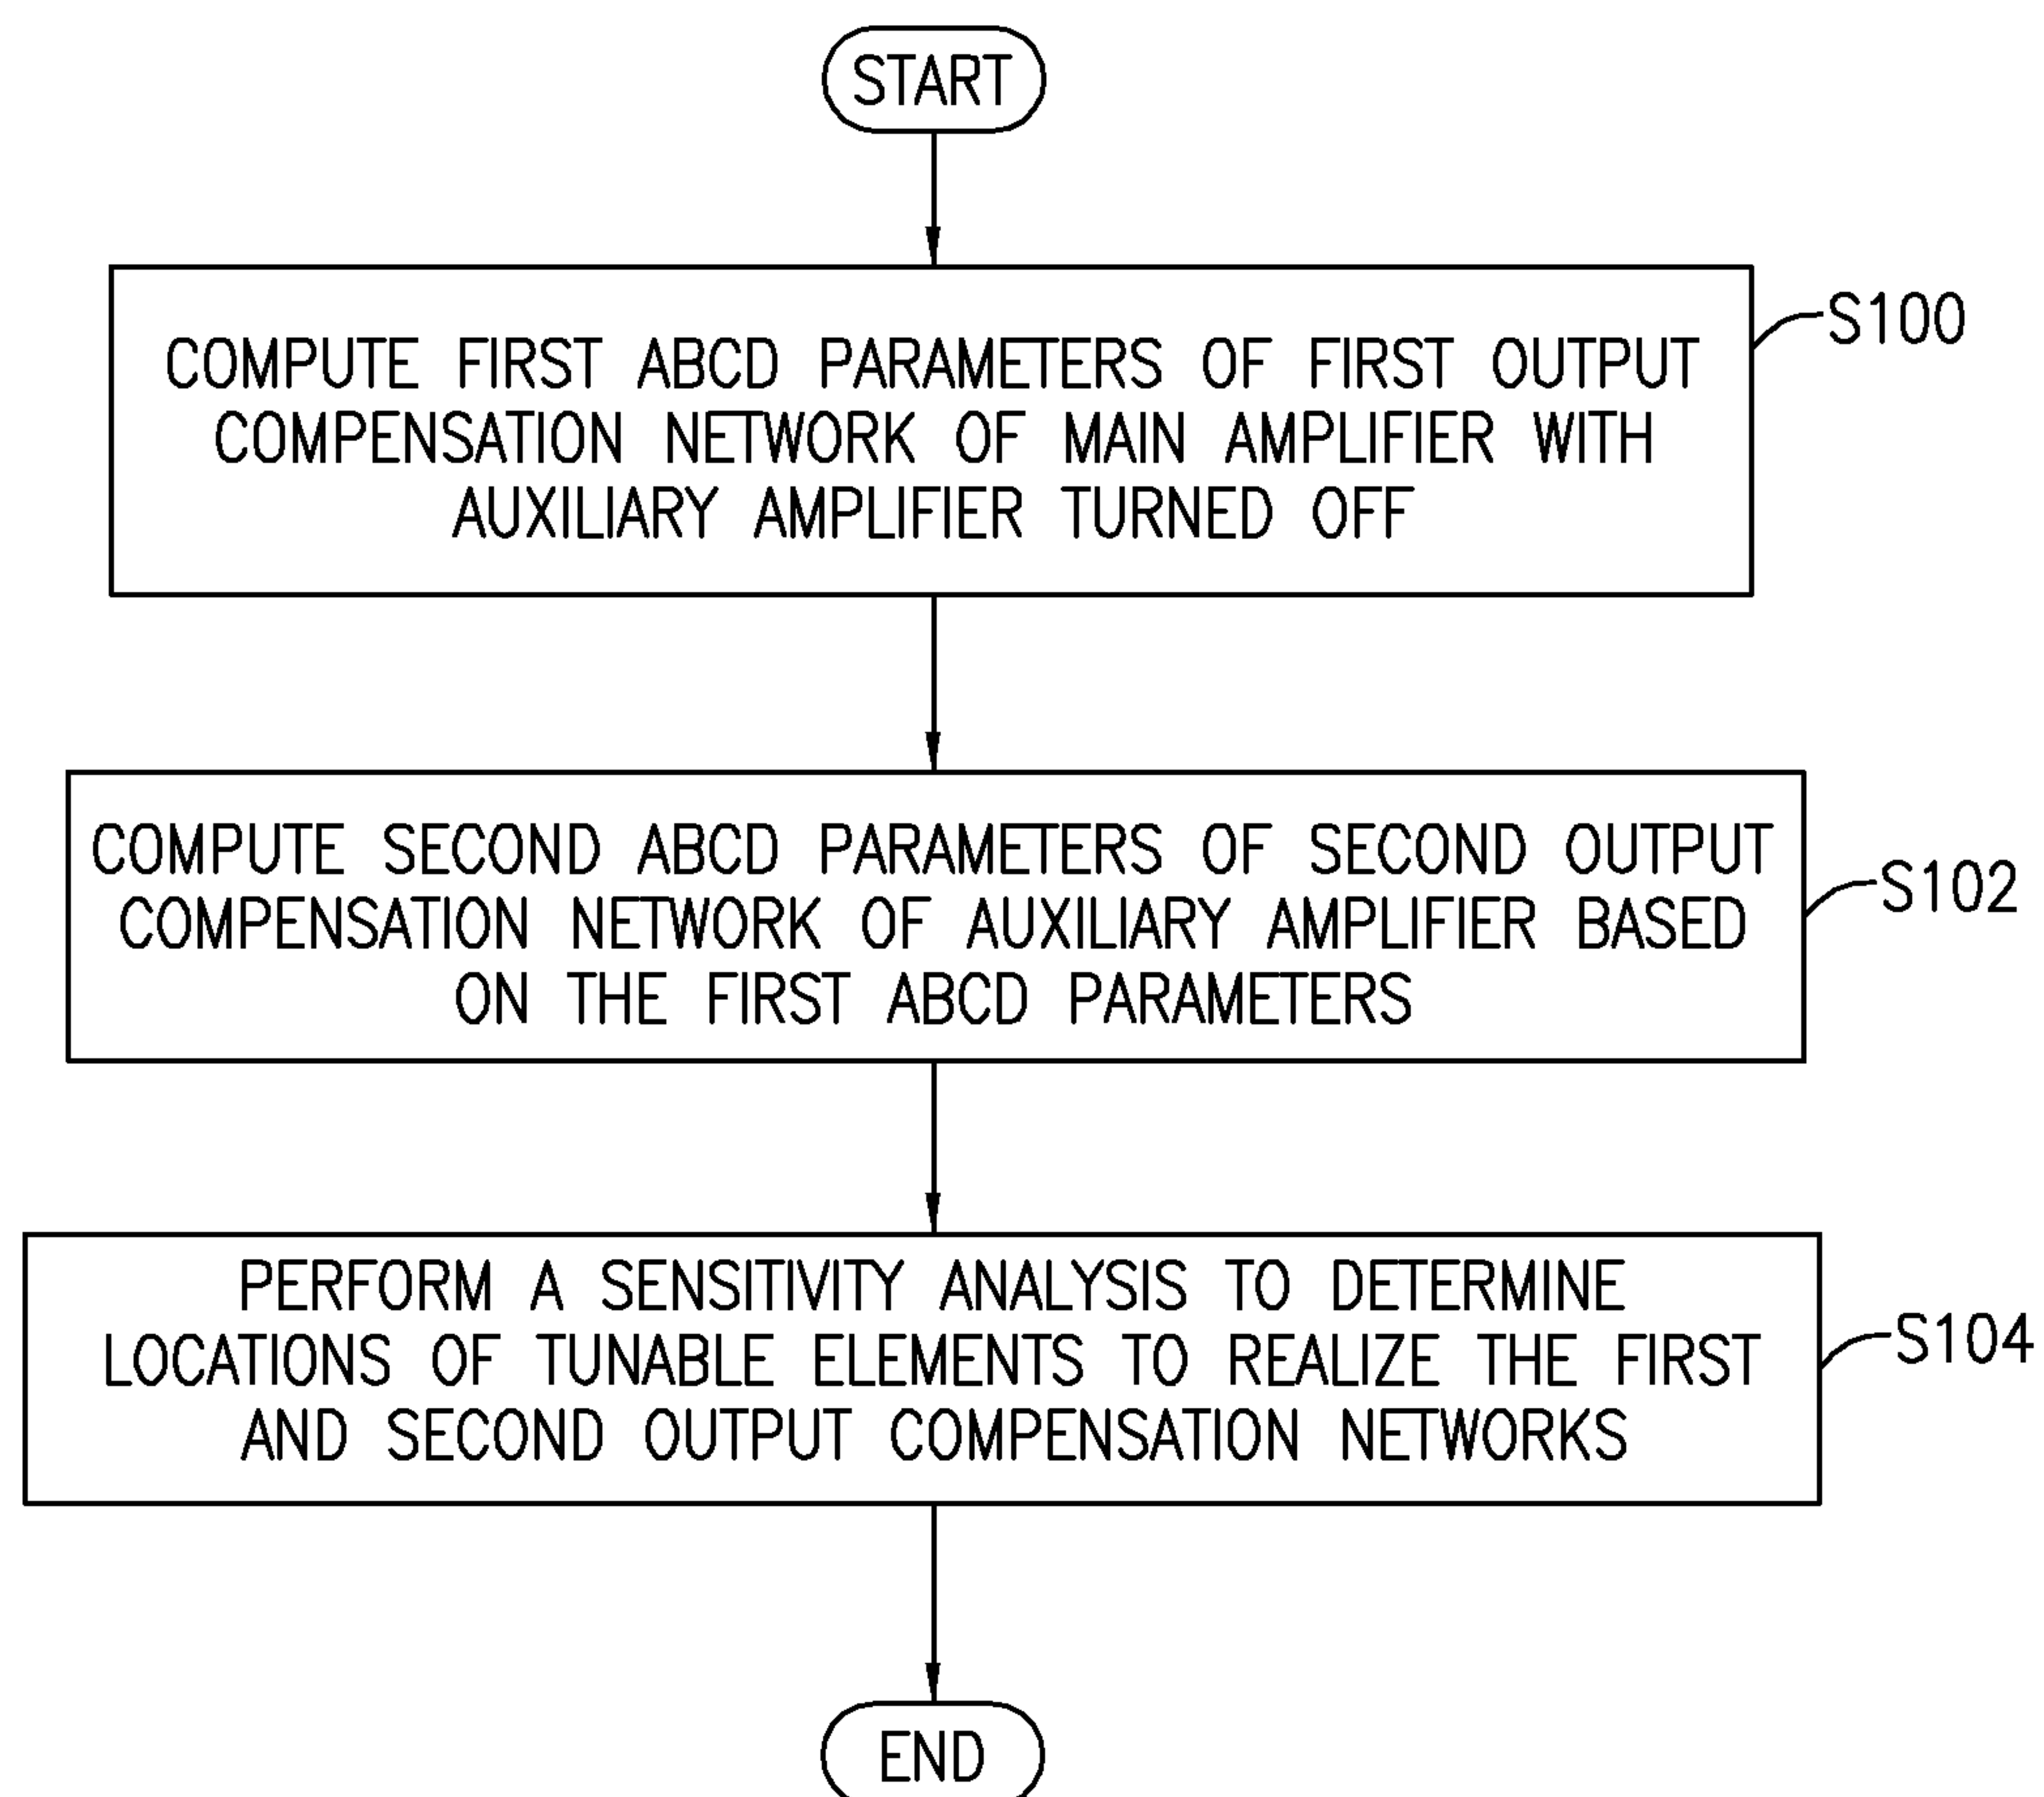 START
COMPUTE FIRST ABCD PARAMETERS OF FIRST OUTPUT
COMPENSATION NETWORK OF MAIN AMPLIFIER WITH
AUXILIARY AMPLIFIER TURNED OFF
S100
COMPUTE SECOND ABCD PARAMETERS OF SECOND OUTPUT
COMPENSATION NETWORK OF AUXILIARY AMPLIFIER BASED
ON THE FIRST ABCD PARAMETERS
S102
PERFORM A SENSITIVITY ANALYSIS TO DETERMINE
LOCATIONS OF TUNABLE ELEMENTS TO REALIZE THE FIRST
AND SECOND OUTPUT COMPENSATION NETWORKS
S104
END